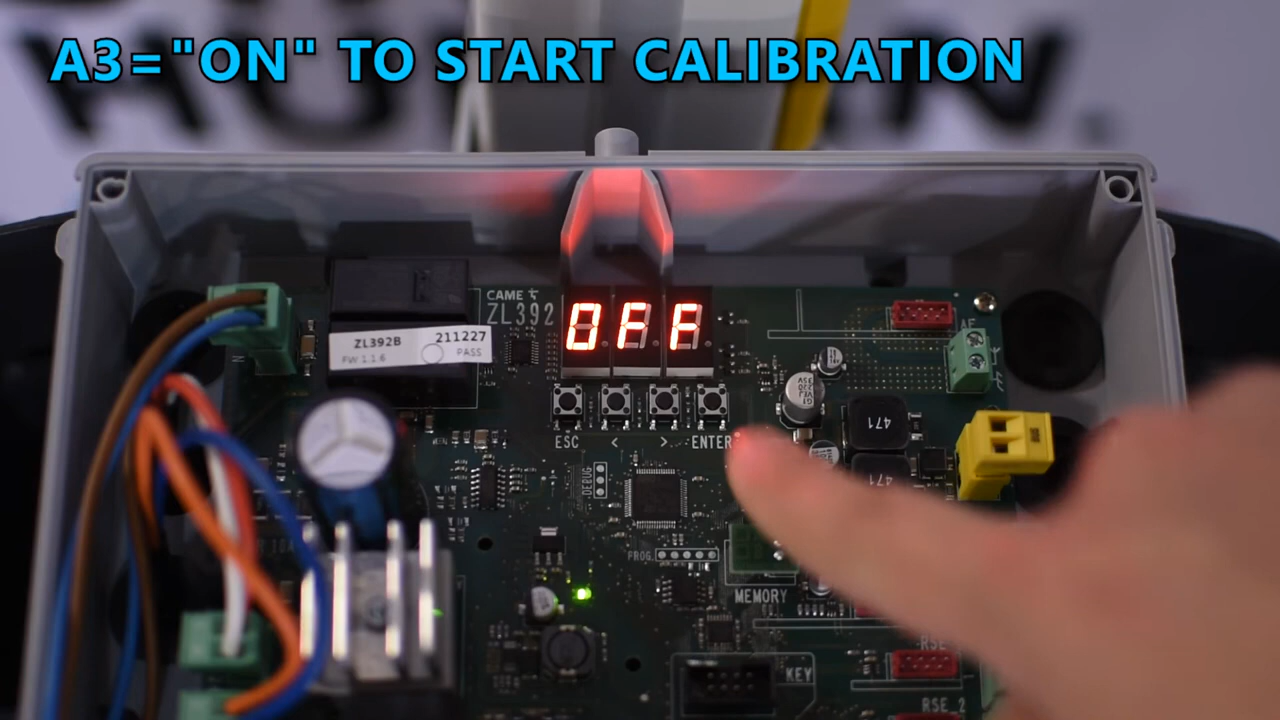 A3="ON" TO START CALIBRATION
CAME
ZL392
OFF
ZL392B 211227
FW 1.1.6 PASS
ESC < > ENTER
471
471
DEBUG
PROG.
MEMORY
KEY
RSE_2